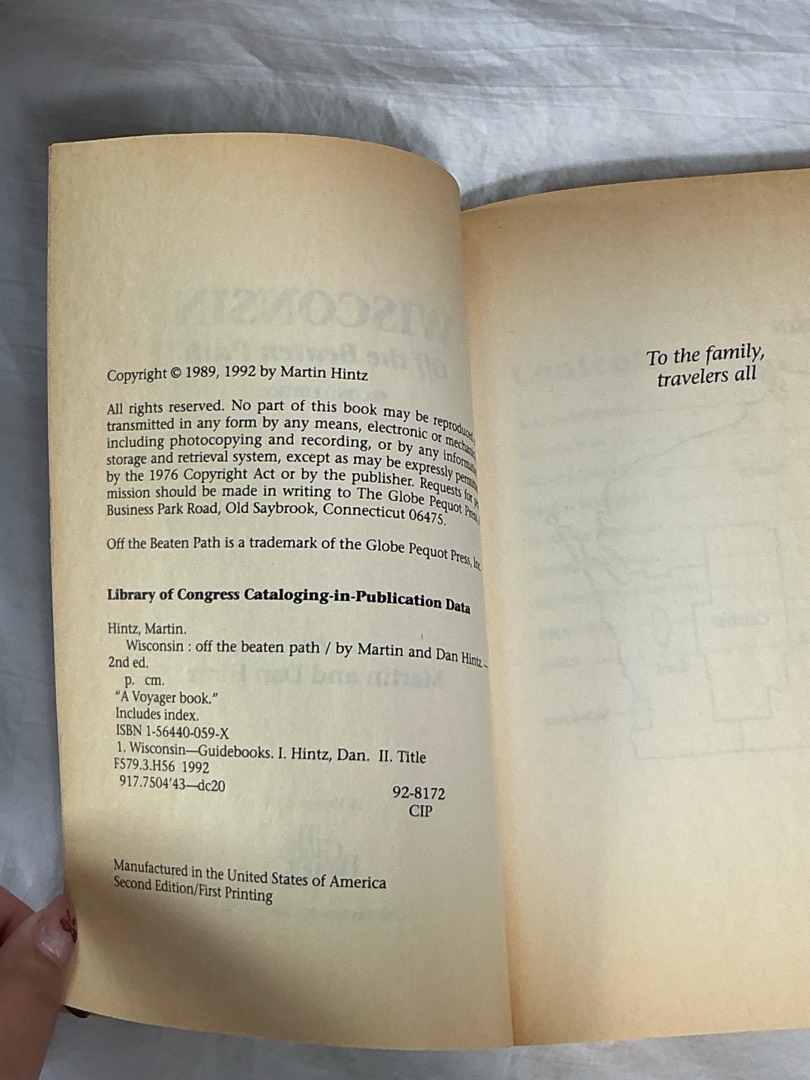 Copyright © 1989, 1992 by Martin Hintz
All rights reserved. No part of this book may be reproduced
transmitted in any form by any means, electronic or
including photocopying and recording, or by any
storage and retrieval system, except as may be expressly
by the 1976 Copyright Act or by the publisher. Requests for
mission should be made in writing to The Globe Pequot Press,
Business Park Road, Old Saybrook, Connecticut 06475.
Off the Beaten Path is a trademark of the Globe Pequot Press, Inc.
Library of Congress Cataloging-in-Publication Data
Hintz, Martin.
Wisconsin : off the beaten path / by Martin and Dan Hintz. –
2nd ed.
p. cm.
“A Voyager book.”
Includes index.
ISBN 1-56440-059-X
1. Wisconsin—Guidebooks. I. Hintz, Dan. II. Title
F579.3.H56 1992
917.7504'43—dc20
92-8172
CIP
Manufactured in the United States of America
Second Edition/First Printing
To the family,
travelers all